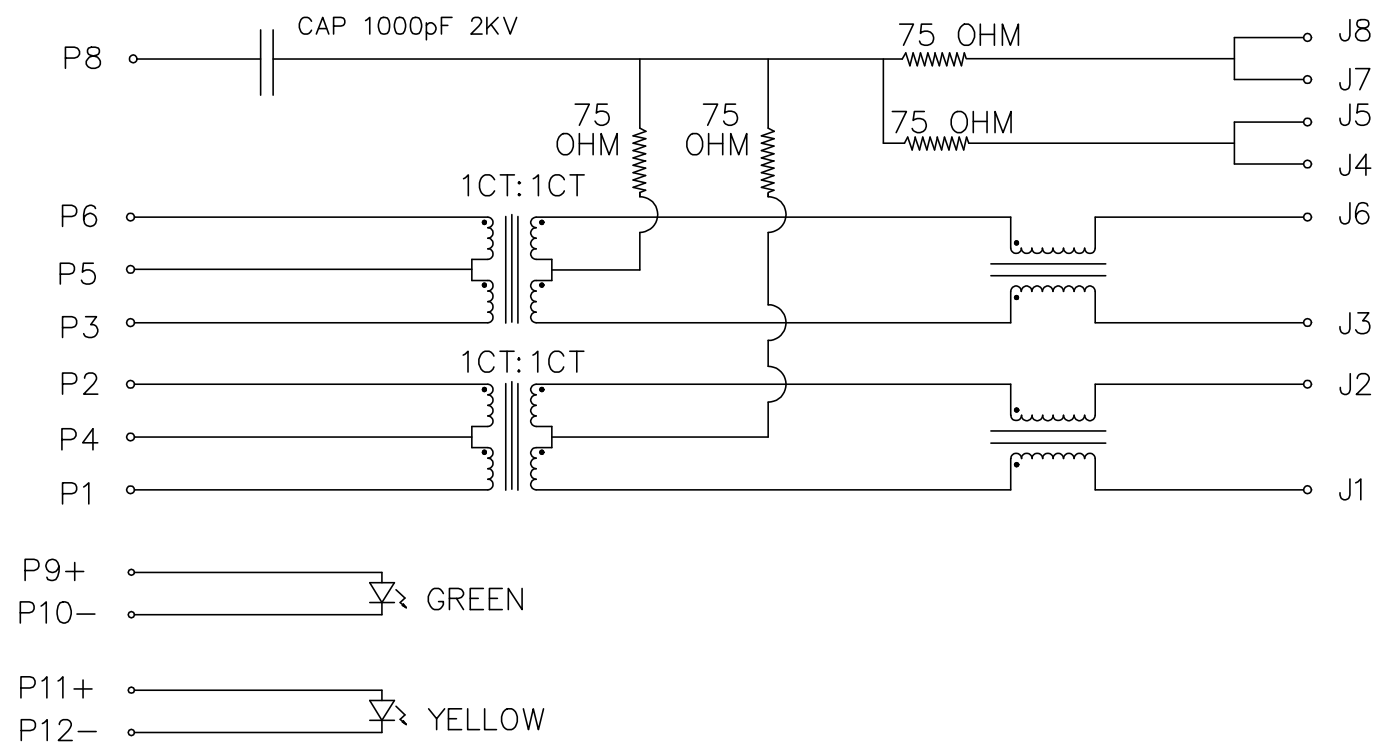 CAP 1000pF 2KV
P8
75 OHM
J8
J7
75
OHM
75
OHM
75 OHM
J5
J4
1CT:1CT
P6
J6
P5
P3
J3
1CT:1CT
P2
J2
P4
P1
J1
P9+
P10-
GREEN
P11+
P12-
YELLOW